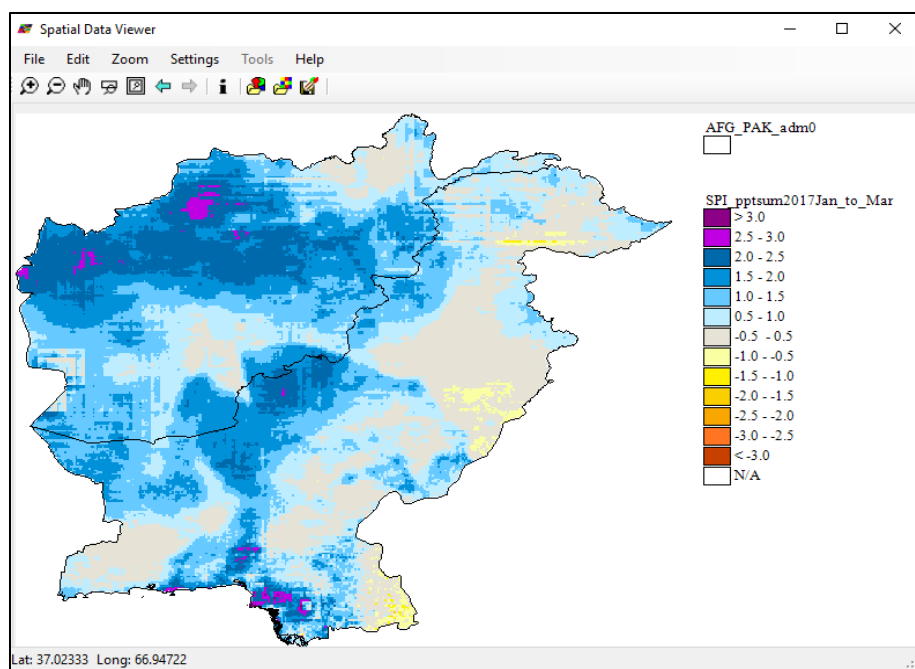 Spatial Data Viewer
File Edit Zoom Settings Tools Help
AFG_PAK_adm0
SPI_pptsum2017Jan_to_Mar
> 3.0
2.5 - 3.0
2.0 - 2.5
1.5 - 2.0
1.0 - 1.5
0.5 - 1.0
-0.5 - 0.5
-1.0 - -0.5
-1.5 - -1.0
-2.0 - -1.5
-2.5 - -2.0
-3.0 - -2.5
< -3.0
N/A
Lat: 37.02333 Long: 66.94722